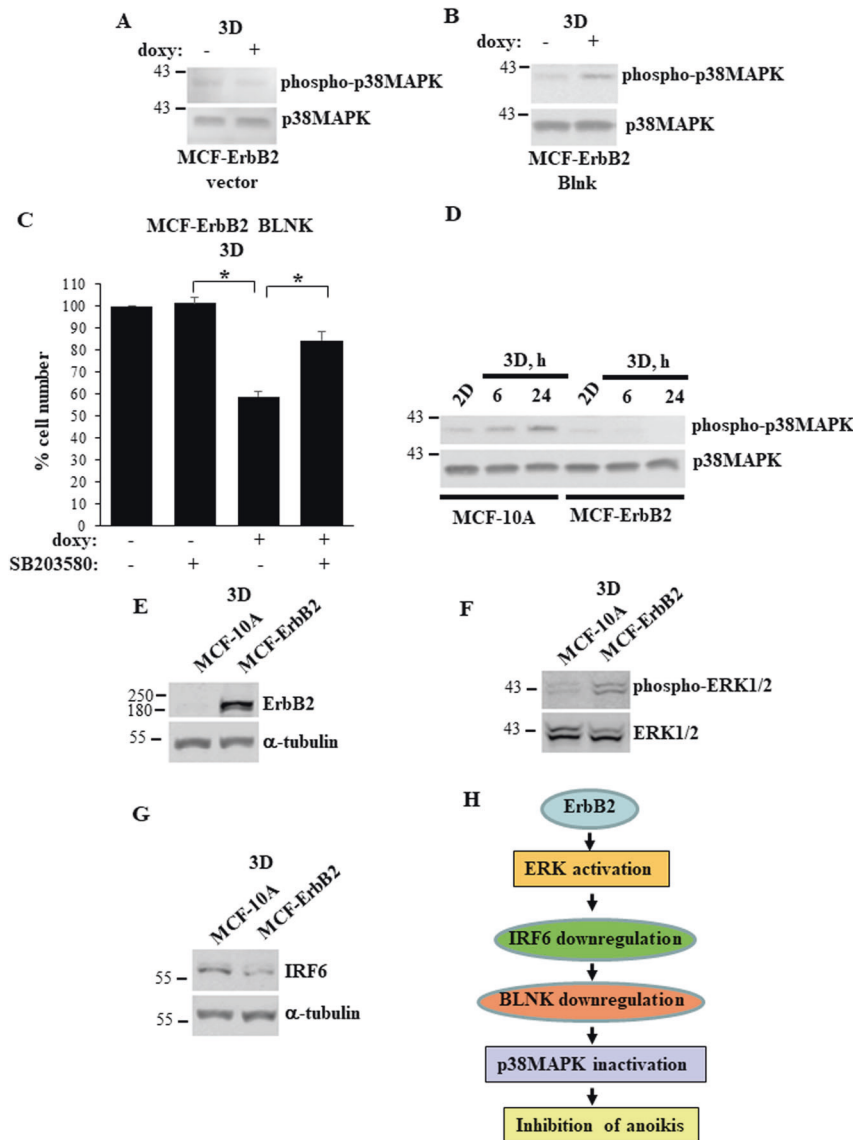 A
3D
doxy: - +
43
phospho-p38MAPK
43
p38MAPK
MCF-ErbB2
vector
B
3D
doxy: - +
43
phospho-p38MAPK
43
p38MAPK
MCF-ErbB2
Blnk
C
MCF-ErbB2 BLNK
3D
* *
110
100
90
80
70
60
50
40
30
20
10
0
% cell number
doxy: - - + +
SB203580: - + - +
D
3D, h 3D, h
2D 6 24 2D 6 24
43
phospho-p38MAPK
43
p38MAPK
MCF-10A MCF-ErbB2
E
3D
MCF-10A MCF-ErbB2
250
180
ErbB2
55
α-tubulin
F
3D
MCF-10A MCF-ErbB2
43
phospho-ERK1/2
43
ERK1/2
G
3D
MCF-10A MCF-ErbB2
55
IRF6
55
α-tubulin
H
ErbB2
ERK activation
IRF6 downregulation
BLNK downregulation
p38MAPK inactivation
Inhibition of anoikis